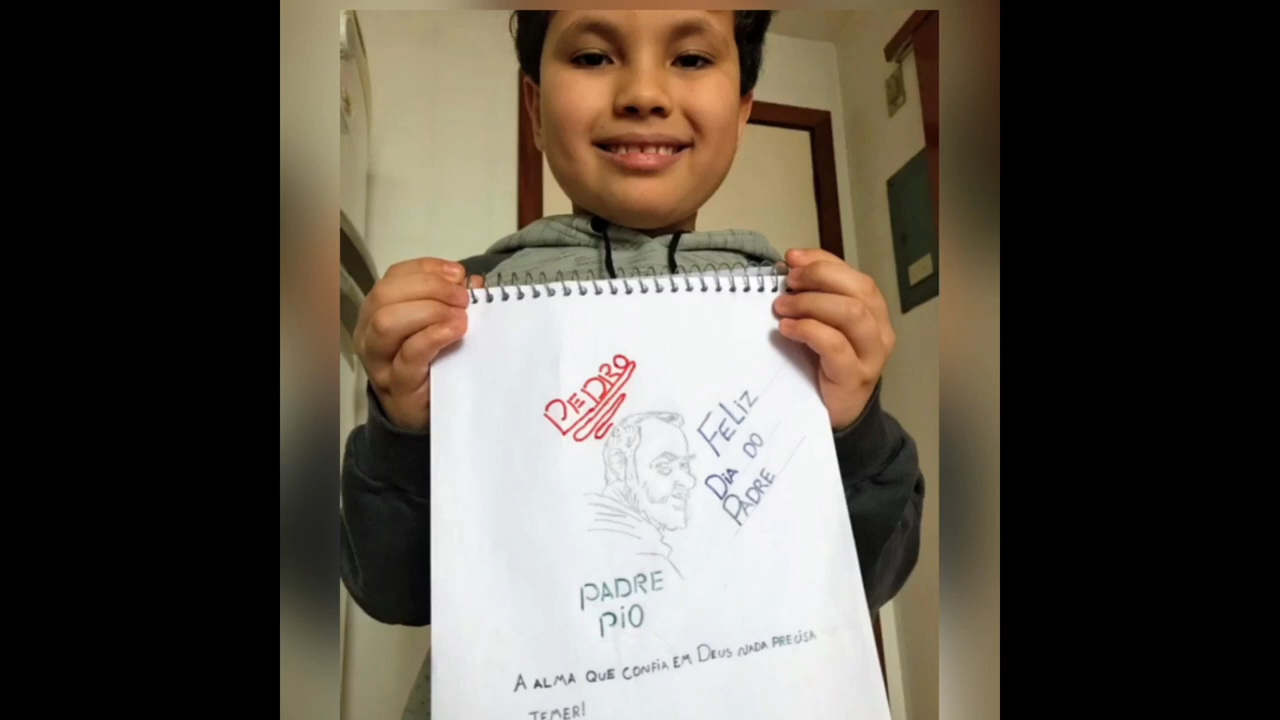 PEDRO
FELIZ
DIA DO
PADRE
PADRE
PIO
A ALMA QUE CONFIA EM DEUS NADA PRECISA
TEMER!